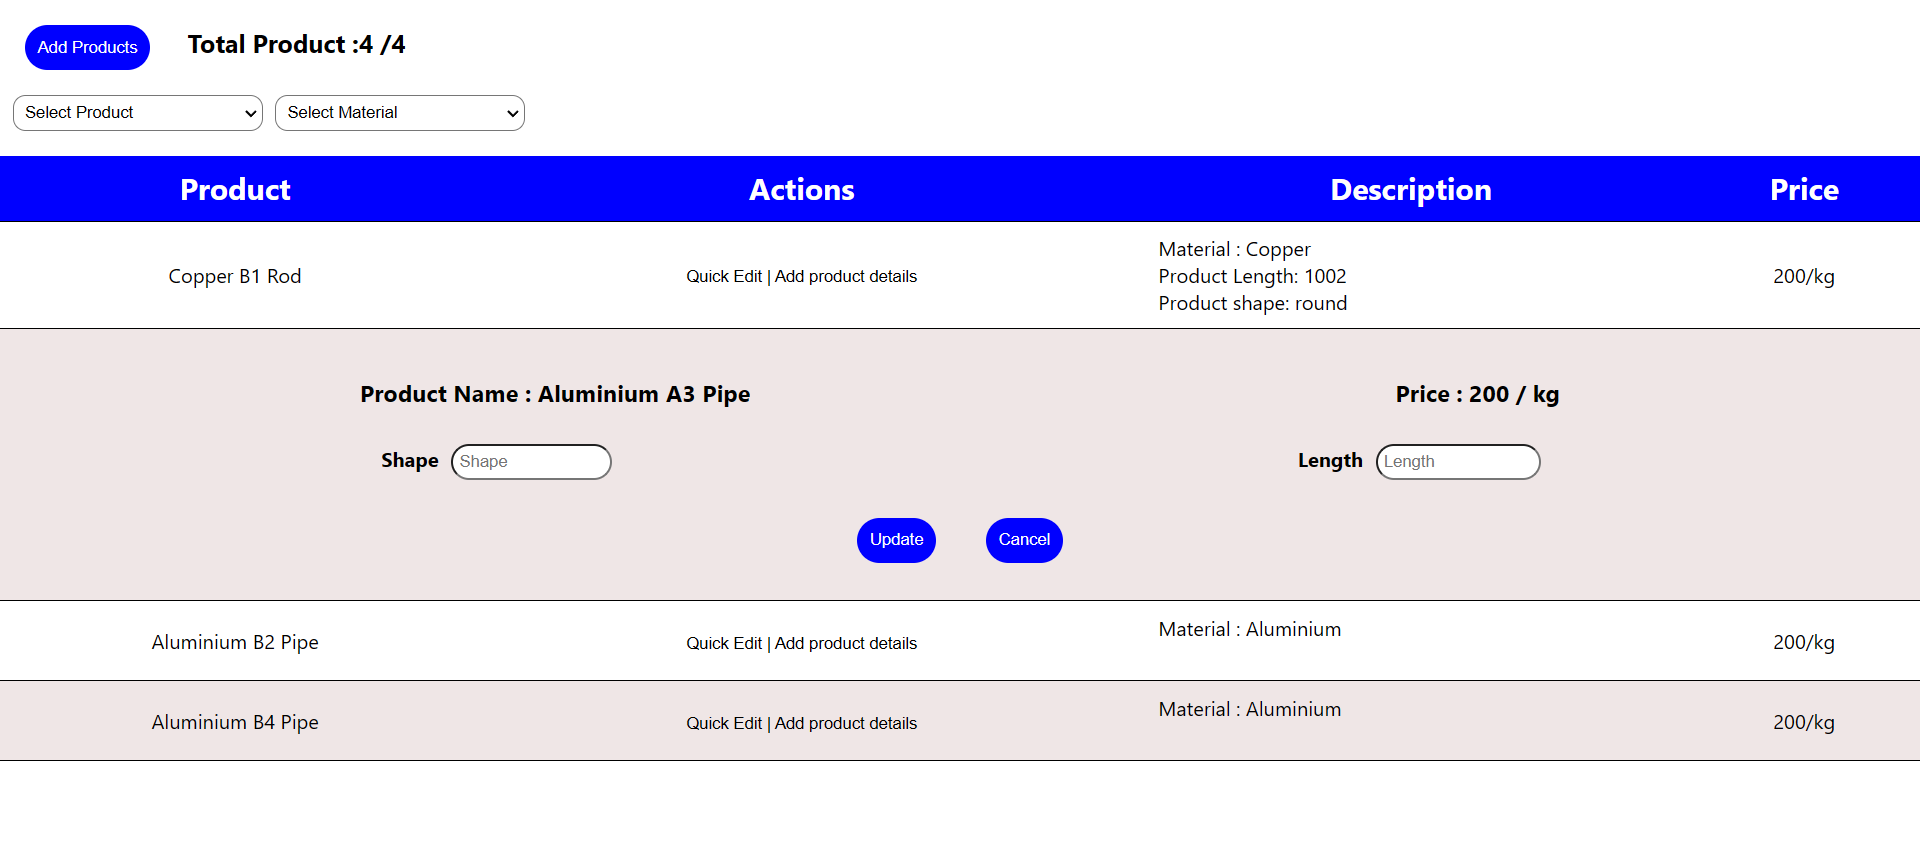 Add Products Total Product :4 /4
Select Product Select Material
Product Actions Description Price
Copper B1 Rod Quick Edit | Add product details Material : Copper
Product Length: 1002
Product shape: round 200/kg
Product Name : Aluminium A3 Pipe Price : 200 / kg
Shape Shape Length Length
Update Cancel
Aluminium B2 Pipe Quick Edit | Add product details Material : Aluminium 200/kg
Aluminium B4 Pipe Quick Edit | Add product details Material : Aluminium 200/kg